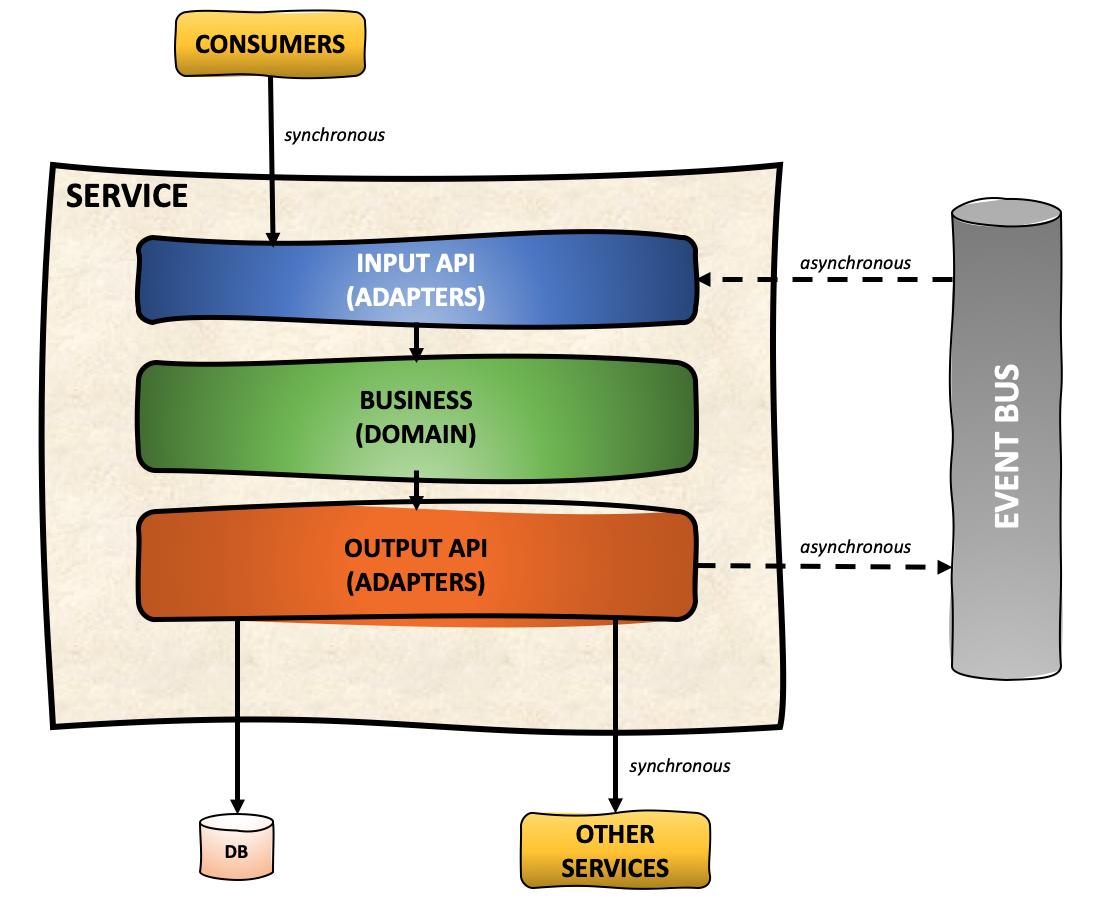 CONSUMERS
synchronous
SERVICE
INPUT API
(ADAPTERS)
asynchronous
BUSINESS
(DOMAIN)
EVENT BUS
OUTPUT API
(ADAPTERS)
asynchronous
synchronous
DB
OTHER
SERVICES